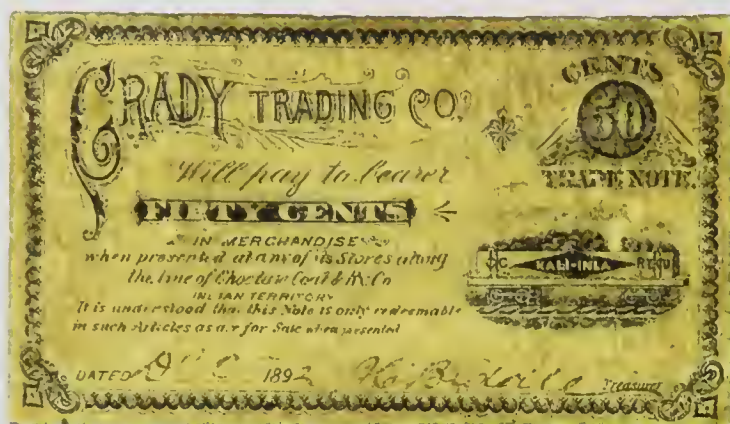 GRADY TRADING CO.
CENTS
50
TRADE NOTE.
Will pay to bearer
FIFTY CENTS
IN MERCHANDISE
when presented at any of its Stores along
the line of Choctaw Coal & Ry. Co
INDIAN TERRITORY
It is understood that this Note is only redeemable
in such Articles as are for Sale when presented
C KALI-INLA RY
DATED 1892 Treasurer